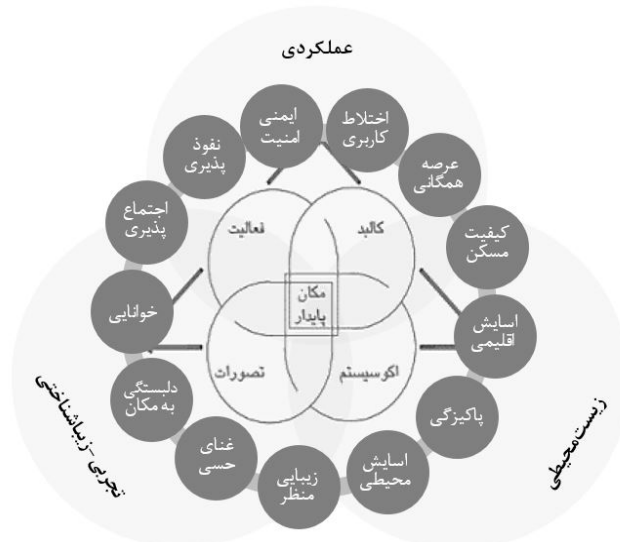 عملکردی
ایمنی
امنیت
اختلاط
کاربری
عرصه
همگانی
کیفیت
مسکن
اسایش
اقلیمی
پاکیزگی
اسایش
محیطی
زیبایی
منظر
غنای
حسی
دلبستگی
به مکان
خوانایی
اجتماع
پذیری
نفوذ
پذیری
کالبد
فعالیت
مکان
پایدار
اکوسیستم
تصورات
زیست‌محیطی
تجربی-زیباشناختی